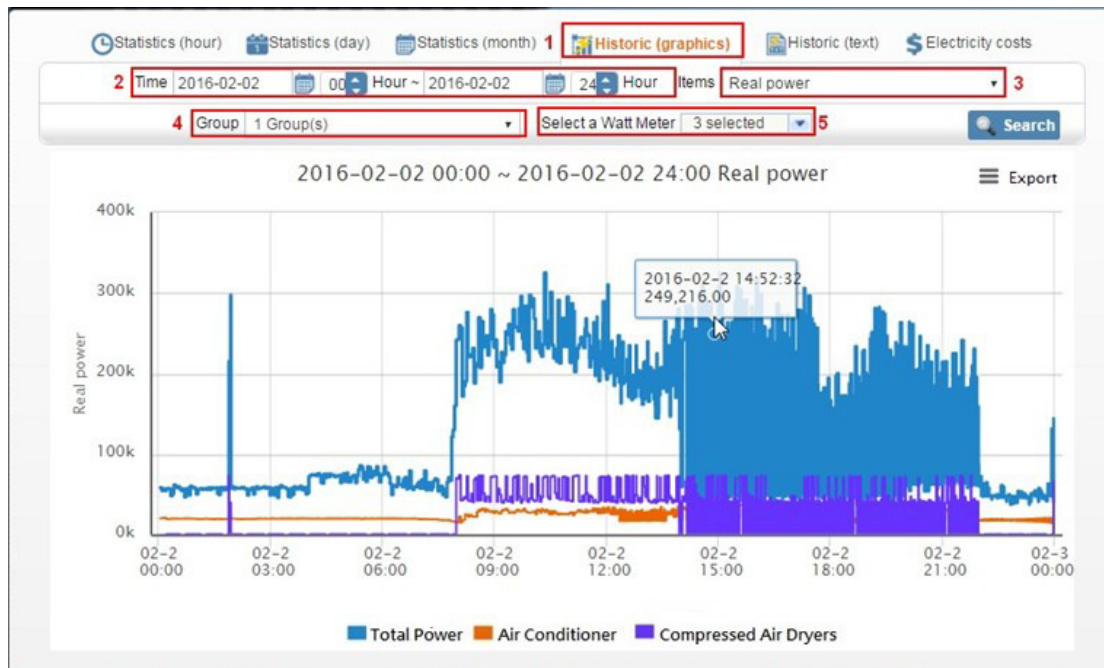 Statistics (hour) Statistics (day) Statistics (month) 1 Historic (graphics) Historic (text) Electricity costs
2 Time 2016-02-02 00 Hour ~ 2016-02-02 24 Hour Items Real power 3
4 Group 1 Group(s) Select a Watt Meter 3 selected 5 Search
2016-02-02 00:00 ~ 2016-02-02 24:00 Real power Export
400k
2016-02-2 14:52:32
300k
249,216.00
200k
Real power
100k
0k
02-2 02-2 02-2 02-2 02-2 02-2 02-2 02-2 02-3
00:00 03:00 06:00 09:00 12:00 15:00 18:00 21:00 00:00
Total Power Air Conditioner Compressed Air Dryers